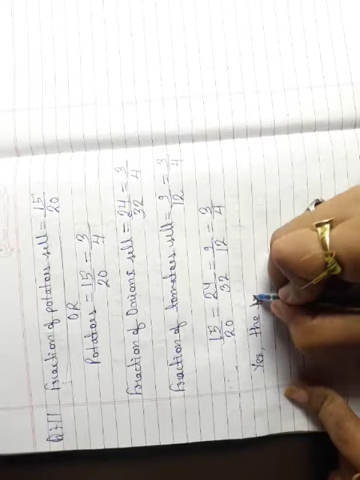 Q.11 Fraction of potatoes sell = 15/20
OR
Potatoes = 15/20 = 3/4
Fraction of Onions sell = 24/32 = 3/4
Fraction of tomatoes sell = 9/12 = 3/4
∴ 15/20 = 24/32 = 9/12 = 3/4
Yes, the